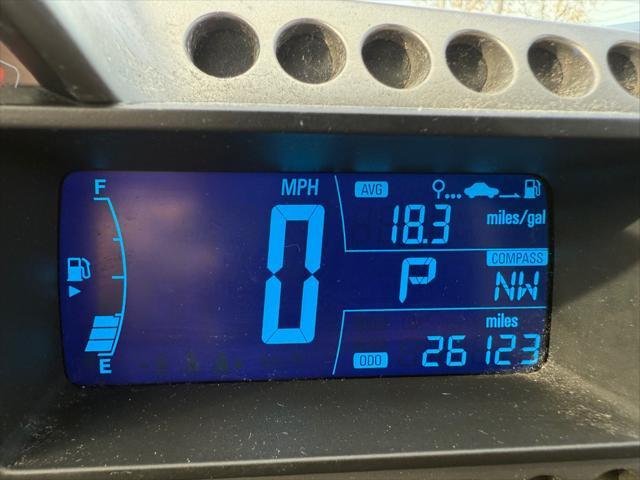 F MPH AVG
18.3 miles/gal
0 COMPASS
P NW
miles
E ODO 26123